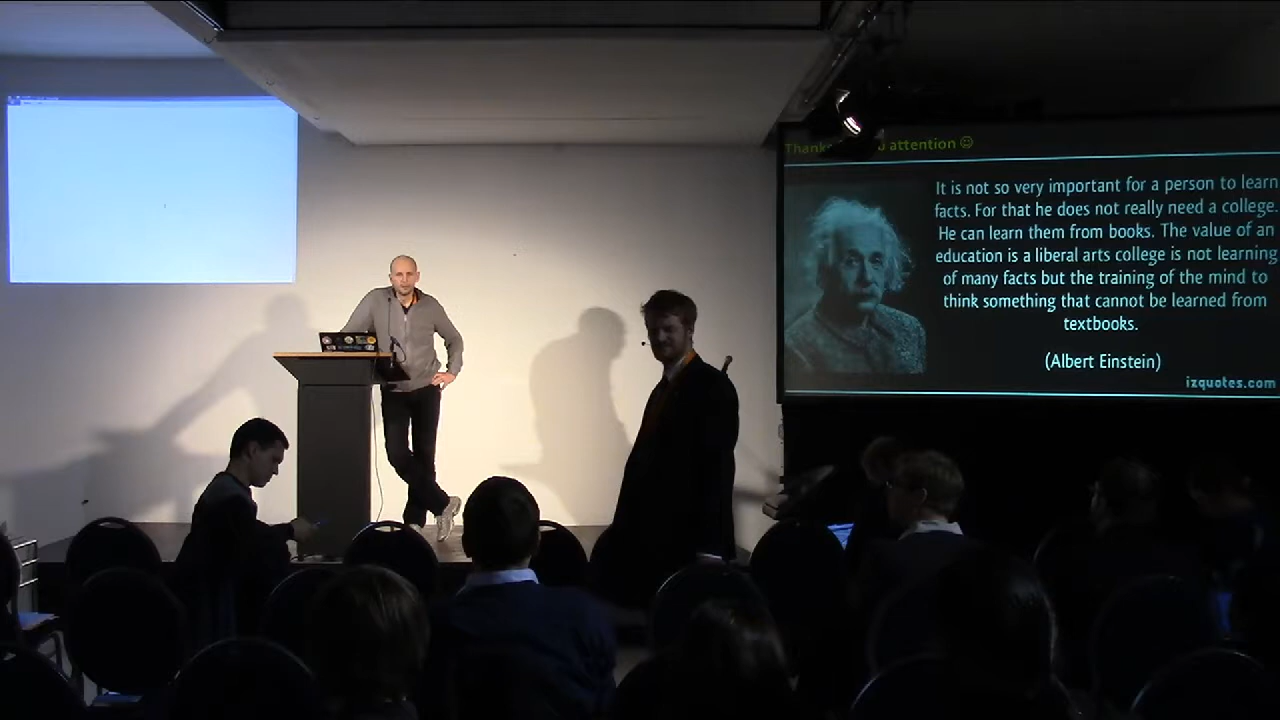 Thank attention ☺
It is not so very important for a person to learn
facts. For that he does not really need a college.
He can learn them from books. The value of an
education is a liberal arts college is not learning
of many facts but the training of the mind to
think something that cannot be learned from
textbooks.
(Albert Einstein)
izquotes.com